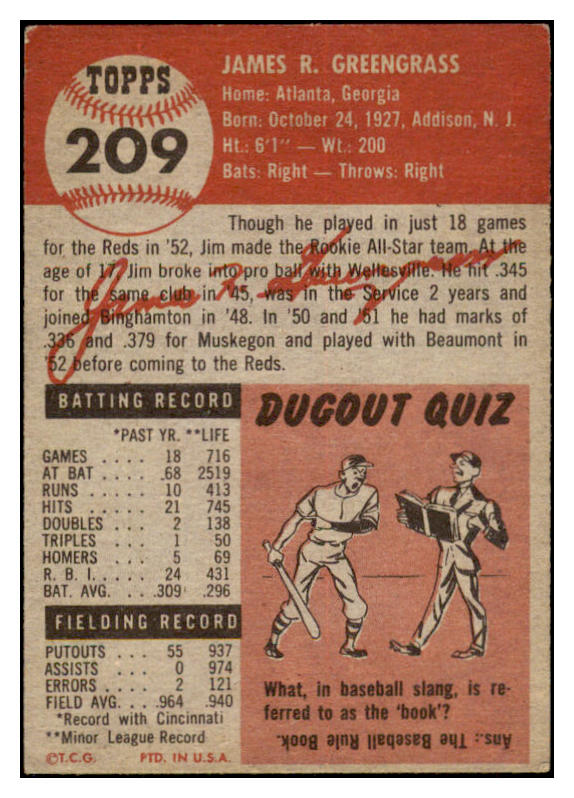 TOPPS
209
JAMES R. GREENGRASS
Home: Atlanta, Georgia
Born: October 24, 1927, Addison, N. J.
Ht.: 6'1" — Wt.: 200
Bats: Right — Throws: Right
Though he played in just 18 games
for the Reds in '52, Jim made the Rookie All-Star team. At the
age of 17, Jim broke into pro ball with Wellesville. He hit .345
for the same club in '45, was in the Service 2 years and
joined Binghamton in '48. In '50 and '51 he had marks of
.336 and .379 for Muskegon and played with Beaumont in
'52 before coming to the Reds.
James R. Greengrass
BATTING RECORD
*PAST YR. **LIFE
GAMES .... 18 716
AT BAT .... 68 2519
RUNS .... 10 413
HITS .... 21 745
DOUBLES ... 2 138
TRIPLES ... 1 50
HOMERS ... 5 69
R. B. I..... 24 431
BAT. AVG. ... .309 .296
FIELDING RECORD
PUTOUTS ... 55 937
ASSISTS ... 0 974
ERRORS .... 2 121
FIELD AVG. ... .964 .940
*Record with Cincinnati
**Minor League Record
©T.C.G. PTD. IN U.S.A.
DUGOUT QUIZ
What, in baseball slang, is re-
ferred to as the 'book'?
Ans.: The Baseball Rule Book.